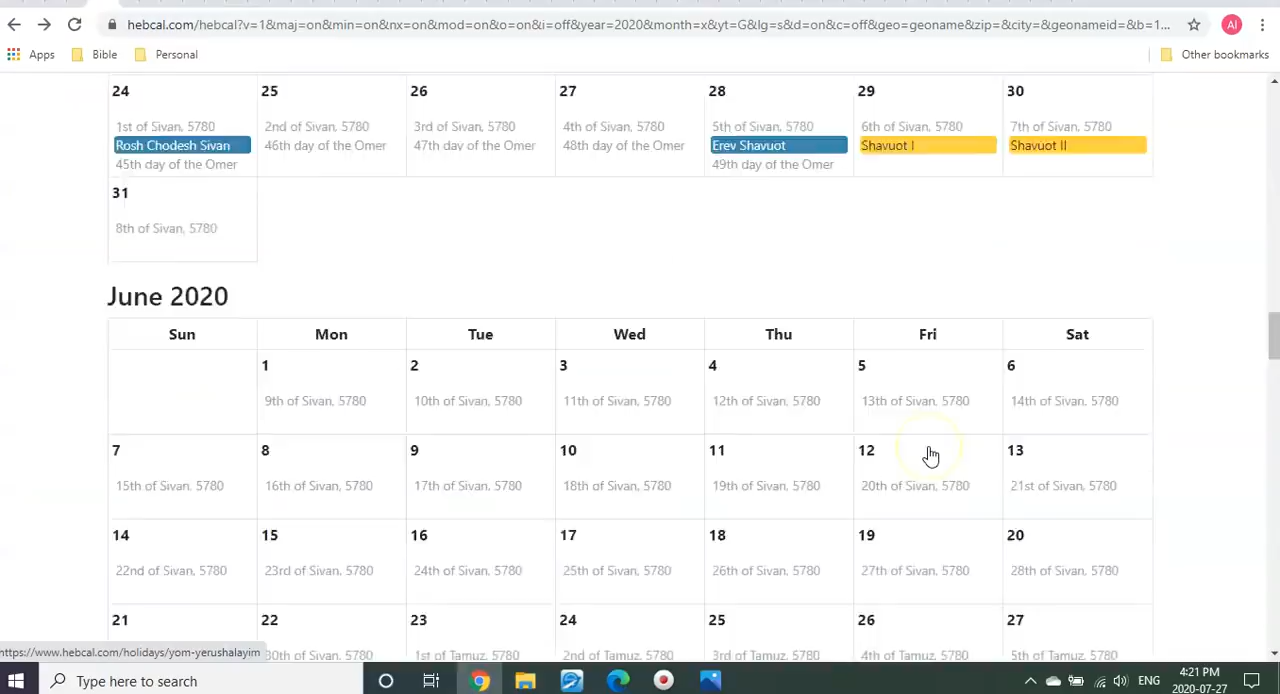 hebcal.com/hebcal?v=1&maj=on&min=on&nx=on&mod=on&o=on&i=off&year=2020&month=x&yt=G&lg=s&d=on&c=off&geo=geoname&zip=&city=&geonameid=&b=1... AI
Apps Bible Personal Other bookmarks
24 25 26 27 28 29 30
1st of Sivan, 5780 2nd of Sivan, 5780 3rd of Sivan, 5780 4th of Sivan, 5780 5th of Sivan, 5780 6th of Sivan, 5780 7th of Sivan, 5780
Rosh Chodesh Sivan 46th day of the Omer 47th day of the Omer 48th day of the Omer Erev Shavuot Shavuot I Shavuot II
45th day of the Omer 49th day of the Omer
31
8th of Sivan, 5780
June 2020
Sun Mon Tue Wed Thu Fri Sat
1 2 3 4 5 6
9th of Sivan, 5780 10th of Sivan, 5780 11th of Sivan, 5780 12th of Sivan, 5780 13th of Sivan, 5780 14th of Sivan, 5780
7 8 9 10 11 12 13
15th of Sivan, 5780 16th of Sivan, 5780 17th of Sivan, 5780 18th of Sivan, 5780 19th of Sivan, 5780 20th of Sivan, 5780 21st of Sivan, 5780
14 15 16 17 18 19 20
22nd of Sivan, 5780 23rd of Sivan, 5780 24th of Sivan, 5780 25th of Sivan, 5780 26th of Sivan, 5780 27th of Sivan, 5780 28th of Sivan, 5780
21 22 23 24 25 26 27
https://www.hebcal.com/holidays/yom-yerushalayim 30th of Sivan, 5780 1st of Tamuz, 5780 2nd of Tamuz, 5780 3rd of Tamuz, 5780 4th of Tamuz, 5780 5th of Tamuz, 5780
Type here to search ENG 4:21 PM
2020-07-27